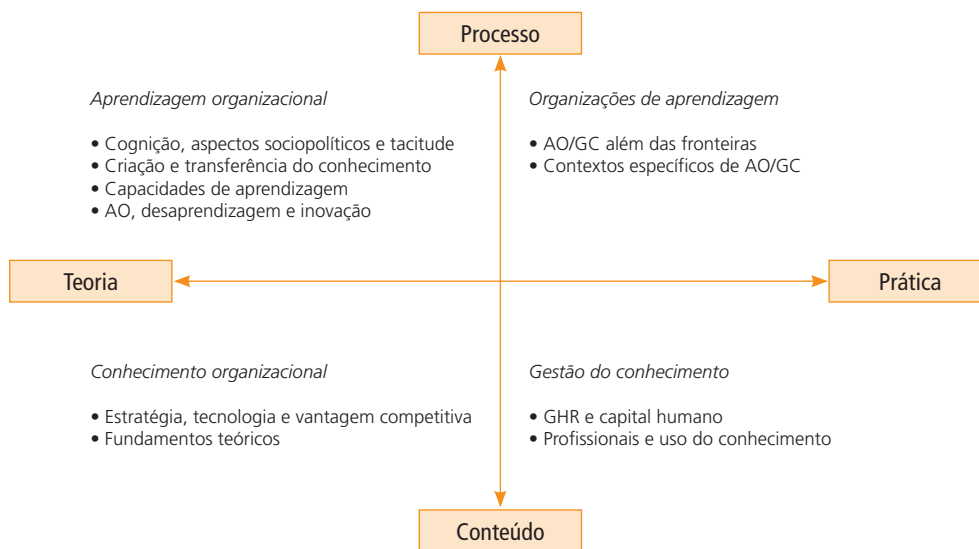 Processo
Aprendizagem organizacional
• Cognição, aspectos sociopolíticos e tacitude
• Criação e transferência do conhecimento
• Capacidades de aprendizagem
• AO, desaprendizagem e inovação
Organizações de aprendizagem
• AO/GC além das fronteiras
• Contextos específicos de AO/GC
Teoria
Prática
Conhecimento organizacional
• Estratégia, tecnologia e vantagem competitiva
• Fundamentos teóricos
Gestão do conhecimento
• GHR e capital humano
• Profissionais e uso do conhecimento
Conteúdo